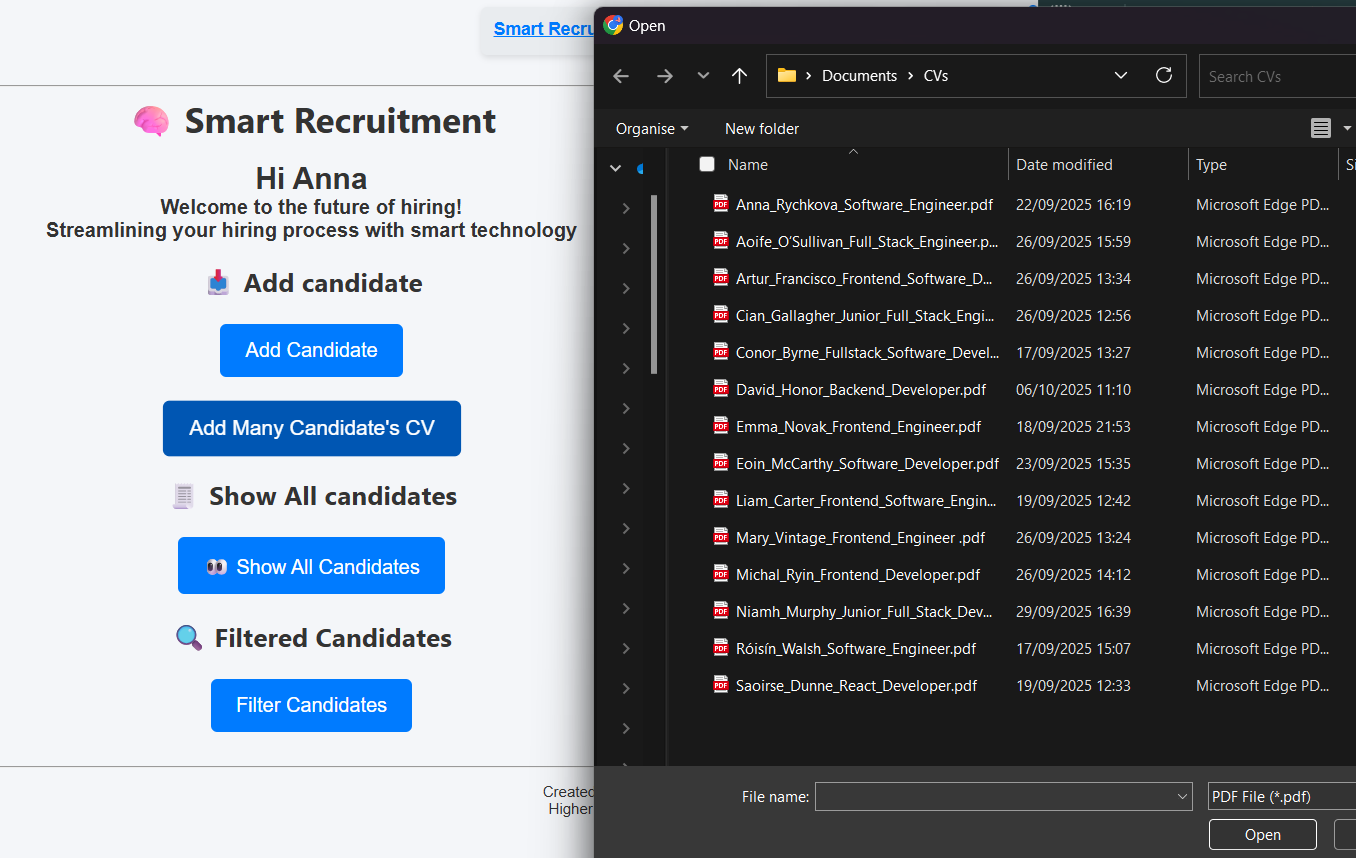 Smart Recru
🧠 Smart Recruitment
Hi Anna
Welcome to the future of hiring!
Streamlining your hiring process with smart technology
📥 Add candidate
Add Candidate
Add Many Candidate's CV
🧾 Show All candidates
👀 Show All Candidates
🔍 Filtered Candidates
Filter Candidates
Created
Higher
Open
Documents › CVs
Search CVs
Organise New folder
Name Date modified Type Si
Anna_Rychkova_Software_Engineer.pdf 22/09/2025 16:19 Microsoft Edge PD...
Aoife_O’Sullivan_Full_Stack_Engineer.p... 26/09/2025 15:59 Microsoft Edge PD...
Artur_Francisco_Frontend_Software_D... 26/09/2025 13:34 Microsoft Edge PD...
Cian_Gallagher_Junior_Full_Stack_Engi... 26/09/2025 12:56 Microsoft Edge PD...
Conor_Byrne_Fullstack_Software_Devel... 17/09/2025 13:27 Microsoft Edge PD...
David_Honor_Backend_Developer.pdf 06/10/2025 11:10 Microsoft Edge PD...
Emma_Novak_Frontend_Engineer.pdf 18/09/2025 21:53 Microsoft Edge PD...
Eoin_McCarthy_Software_Developer.pdf 23/09/2025 15:35 Microsoft Edge PD...
Liam_Carter_Frontend_Software_Engin... 19/09/2025 12:42 Microsoft Edge PD...
Mary_Vintage_Frontend_Engineer .pdf 26/09/2025 13:24 Microsoft Edge PD...
Michal_Ryin_Frontend_Developer.pdf 26/09/2025 14:12 Microsoft Edge PD...
Niamh_Murphy_Junior_Full_Stack_Dev... 29/09/2025 16:39 Microsoft Edge PD...
Róisín_Walsh_Software_Engineer.pdf 17/09/2025 15:07 Microsoft Edge PD...
Saoirse_Dunne_React_Developer.pdf 19/09/2025 12:33 Microsoft Edge PD...
File name: PDF File (*.pdf)
Open